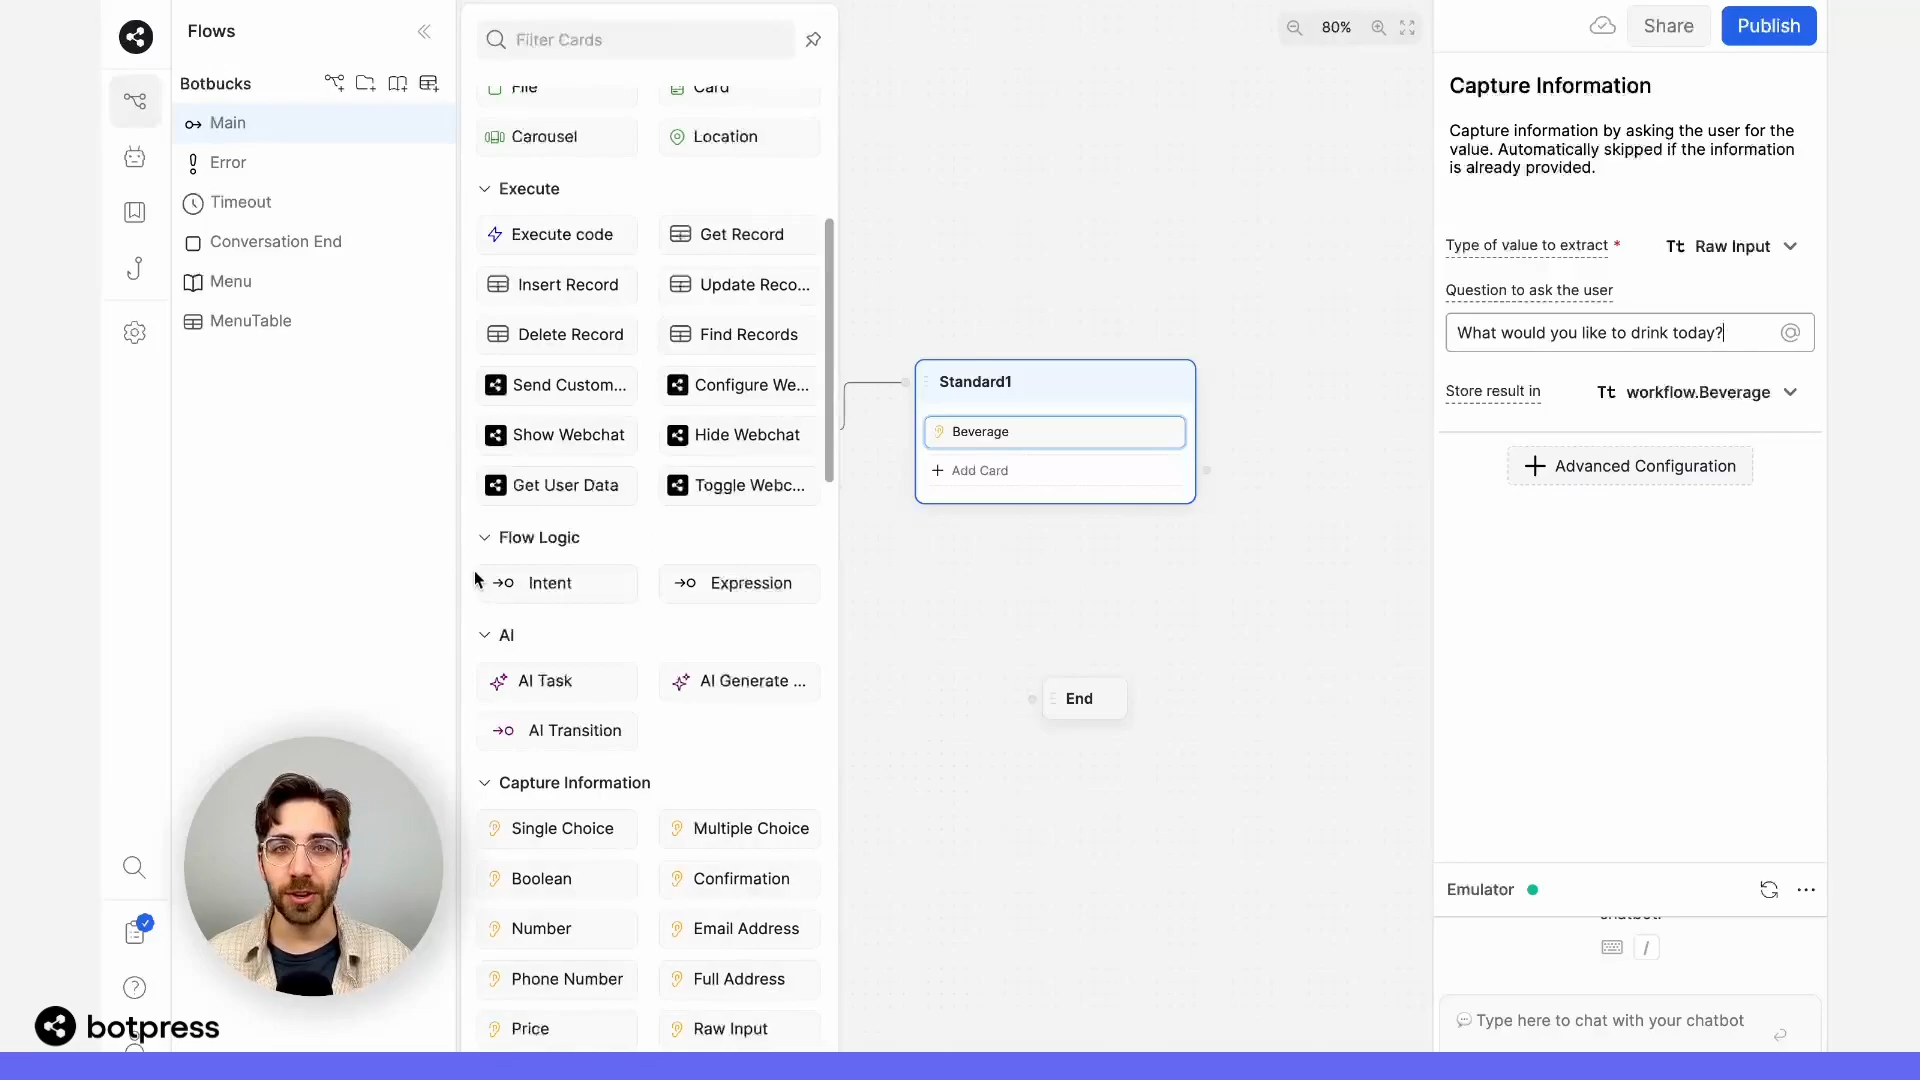 Flows
Botbucks
Main
Error
Timeout
Conversation End
Menu
MenuTable
Filter Cards
File
Card
Carousel
Location
Execute
Execute code
Get Record
Insert Record
Update Reco...
Delete Record
Find Records
Send Custom...
Configure We...
Show Webchat
Hide Webchat
Get User Data
Toggle Webc...
Flow Logic
Intent
Expression
AI
AI Task
AI Generate ...
AI Transition
Capture Information
Single Choice
Multiple Choice
Boolean
Confirmation
Number
Email Address
Phone Number
Full Address
Price
Raw Input
80%
Standard1
Beverage
Add Card
End
Share
Publish
Capture Information
Capture information by asking the user for the
value. Automatically skipped if the information
is already provided.
Type of value to extract *
Tt Raw Input
Question to ask the user
What would you like to drink today?
Store result in
Tt workflow.Beverage
Advanced Configuration
Emulator
chatbot.
/
Type here to chat with your chatbot
botpress